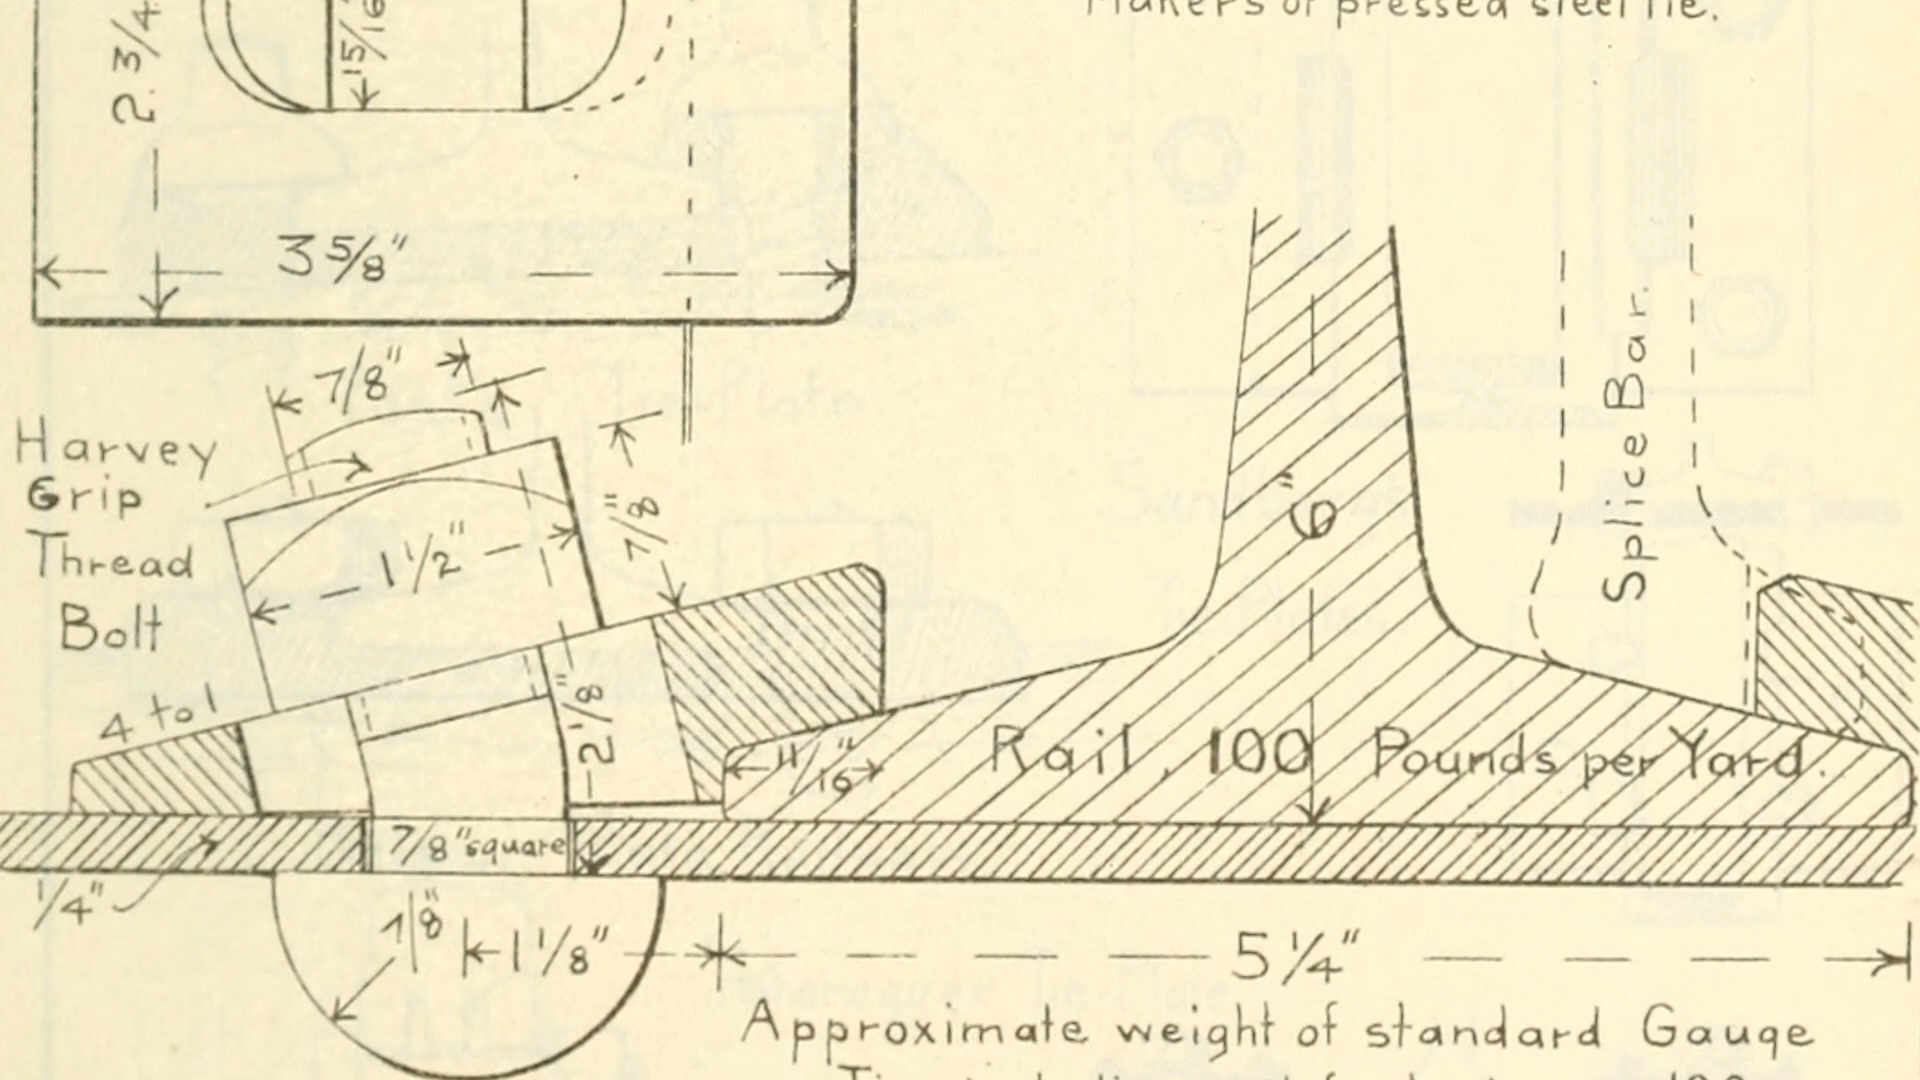 Makers of pressed steel Tie.
2.3/4
15/16
3 5/8"
7/8"
Harvey
Grip
Thread
Bolt
1 1/2"
7/8"
6"
Splice Bar.
4 to 1
2 1/8"
11/16"
Rail, 100 Pounds per Yard.
7/8" square
1/4"
1 1/8"
5 1/4"
Approximate weight of standard Gauge